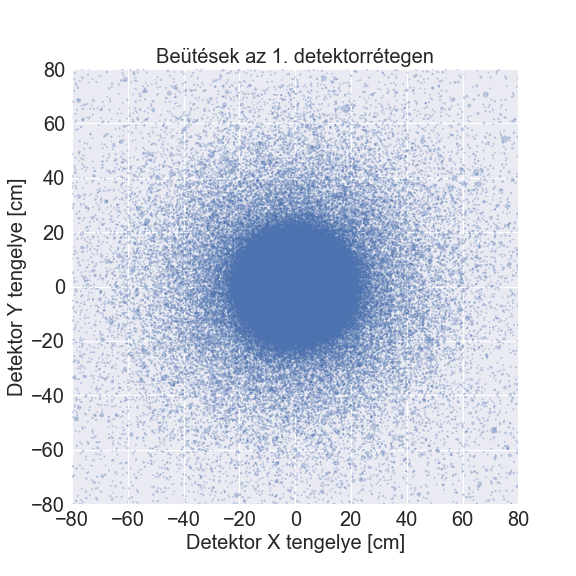 Beütések az 1. detektorrétegen
80
60
40
20
0
−20
−40
−60
−80
Detektor Y tengelye [cm]
−80 −60 −40 −20 0 20 40 60 80
Detektor X tengelye [cm]